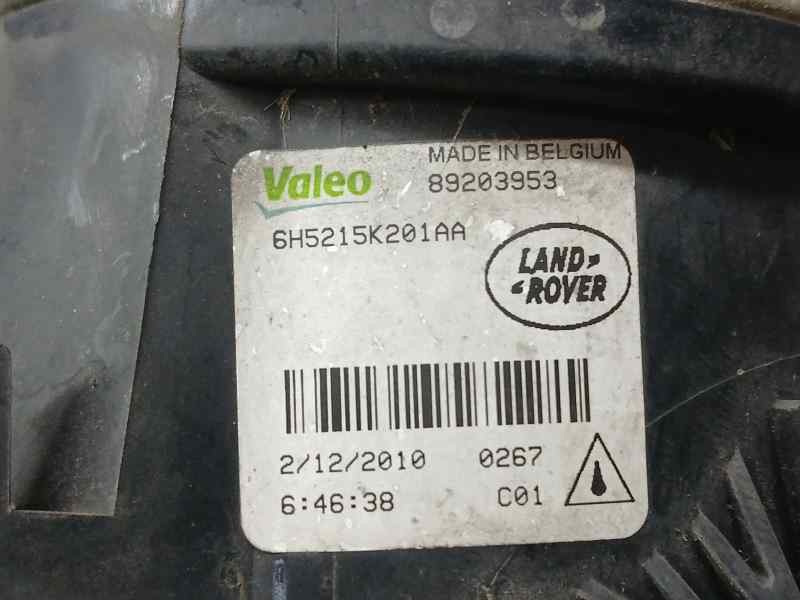 Valeo
MADE IN BELGIUM
89203953
6H5215K201AA
LAND
ROVER
2/12/2010 0267
6:46:38 C01